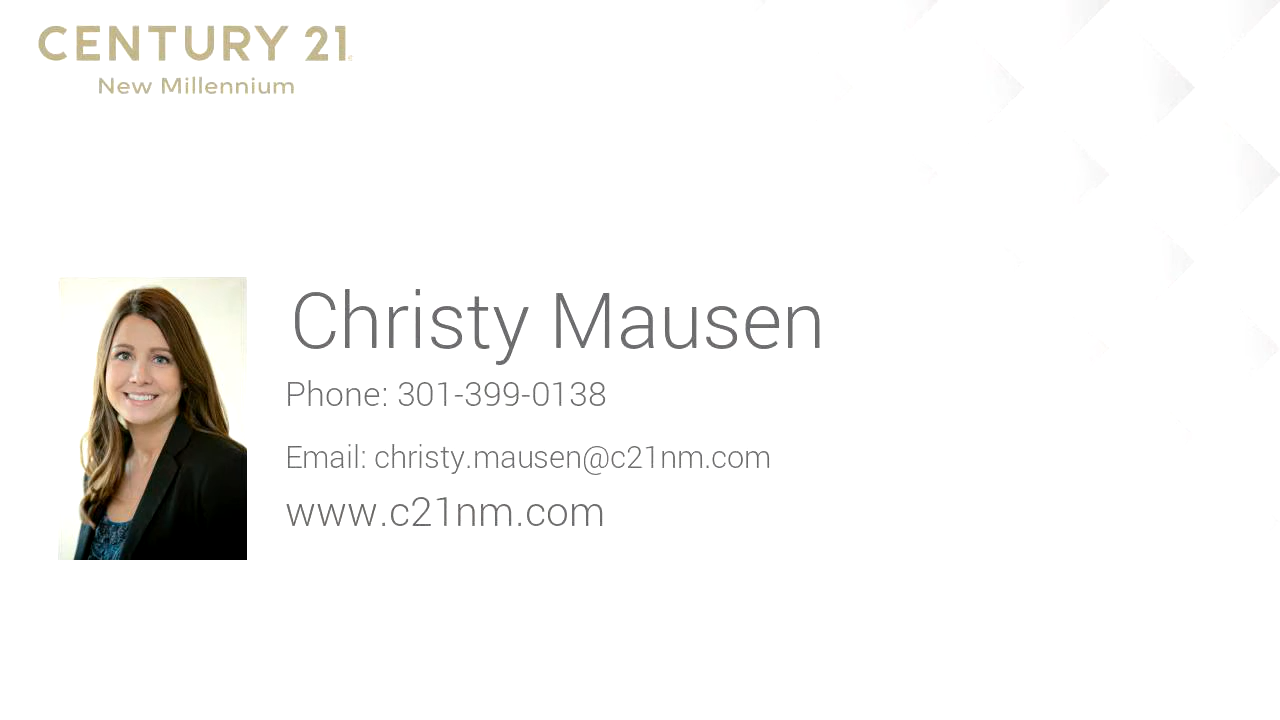 CENTURY 21
New Millennium
Christy Mausen
Phone: 301-399-0138
Email: christy.mausen@c21nm.com
www.c21nm.com